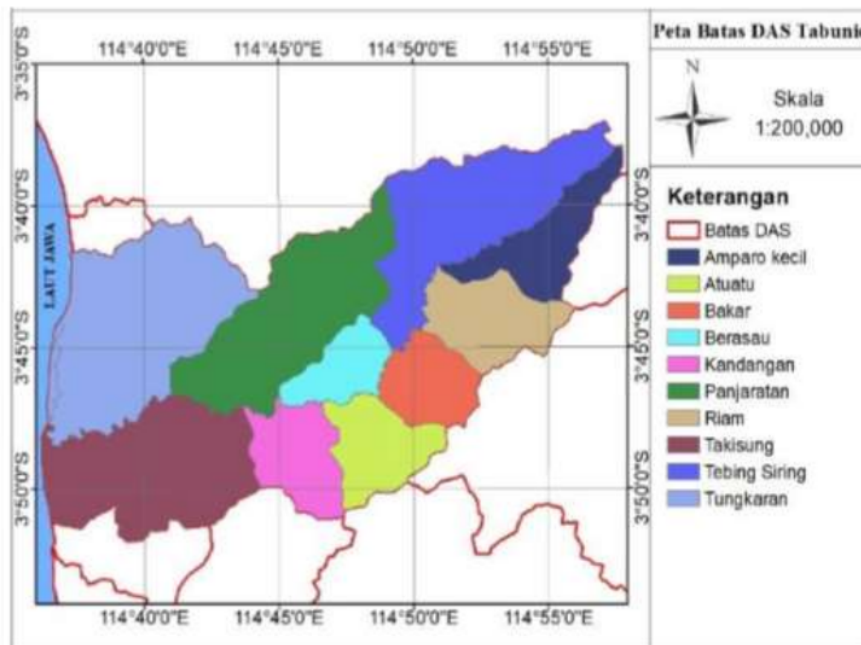 Peta Batas DAS Tabunio
N
Skala
1:200,000
Keterangan
Batas DAS
Amparo kecil
Atuatu
Bakar
Berasau
Kandangan
Panjaratan
Riam
Takisung
Tebing Siring
Tungkaran
114°40'0"E 114°45'0"E 114°50'0"E 114°55'0"E
3°35'0"S
3°40'0"S 3°40'0"S
LAUT JAWA
3°45'0"S 3°45'0"S
3°50'0"S 3°50'0"S
114°40'0"E 114°45'0"E 114°50'0"E 114°55'0"E